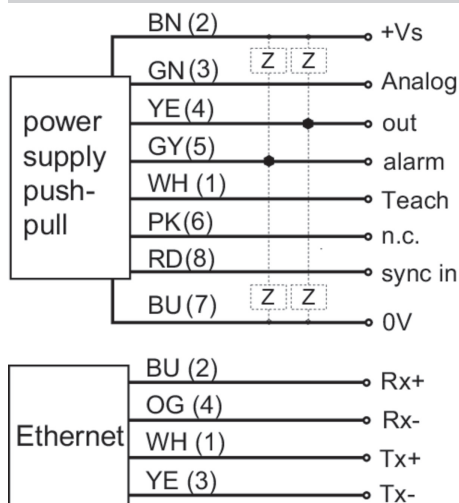 BN (2) +Vs
Z Z
GN (3) Analog
YE (4) out
GY(5) alarm
WH (1) Teach
PK(6) n.c.
RD(8) sync in
Z Z
BU (7) 0V
power
supply
push-
pull
BU (2) Rx+
OG (4) Rx-
Ethernet
WH (1) Tx+
YE (3) Tx-